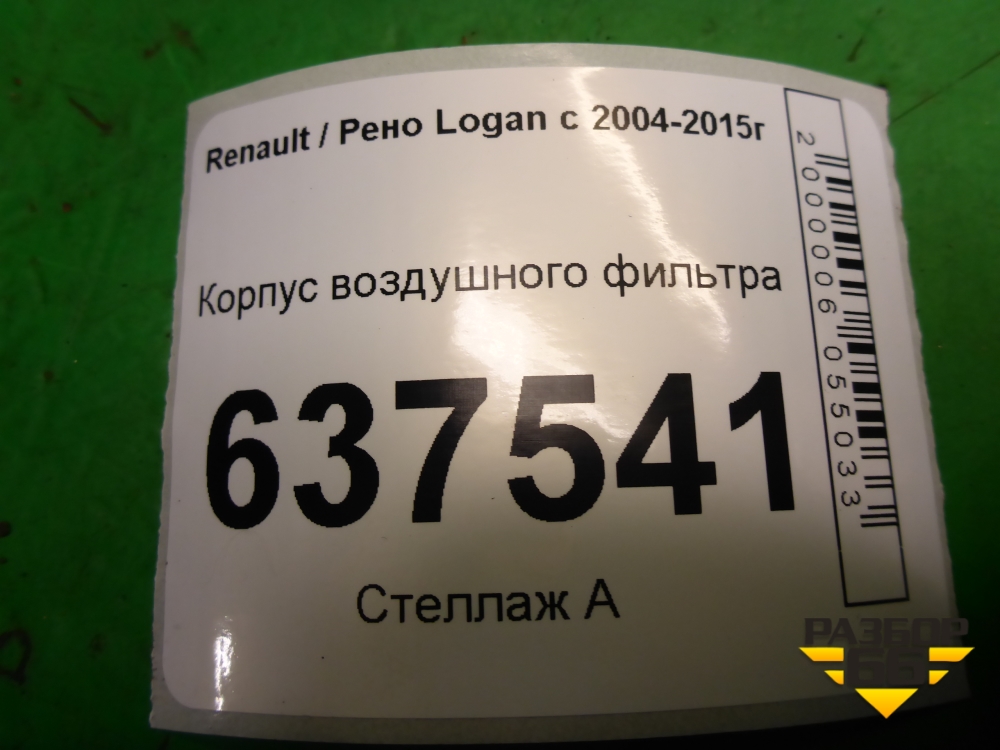 Renault / Рено Logan с 2004-2015г
Корпус воздушного фильтра
637541
Стеллаж А
2000006055033
РАЗБОР
66